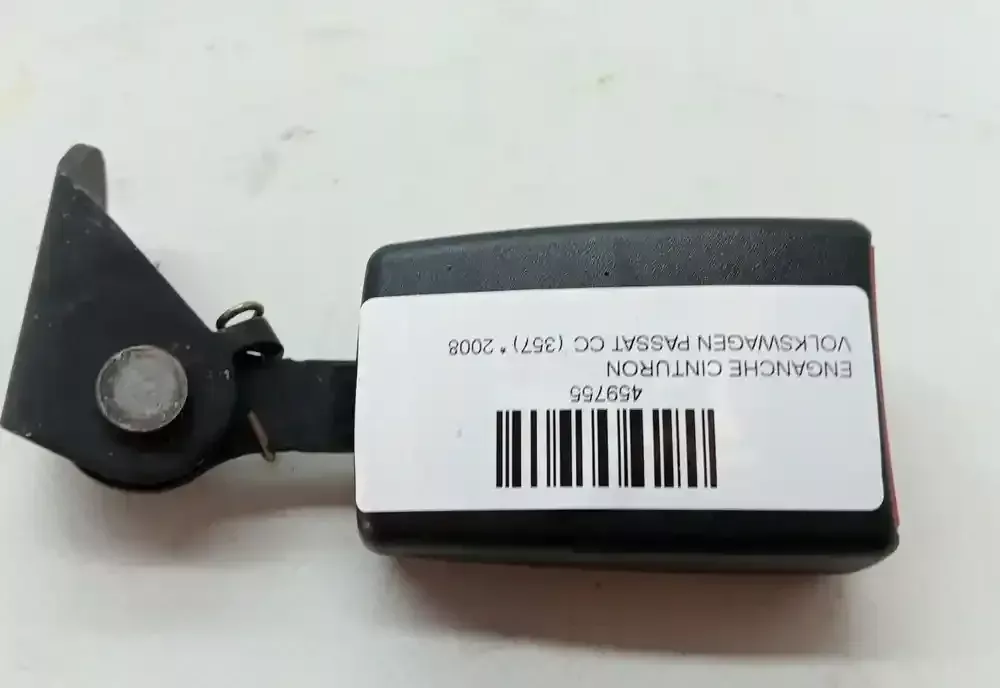 459755
ENGANCHE CINTURON
VOLKSWAGEN PASSAT CC (357) * 2008